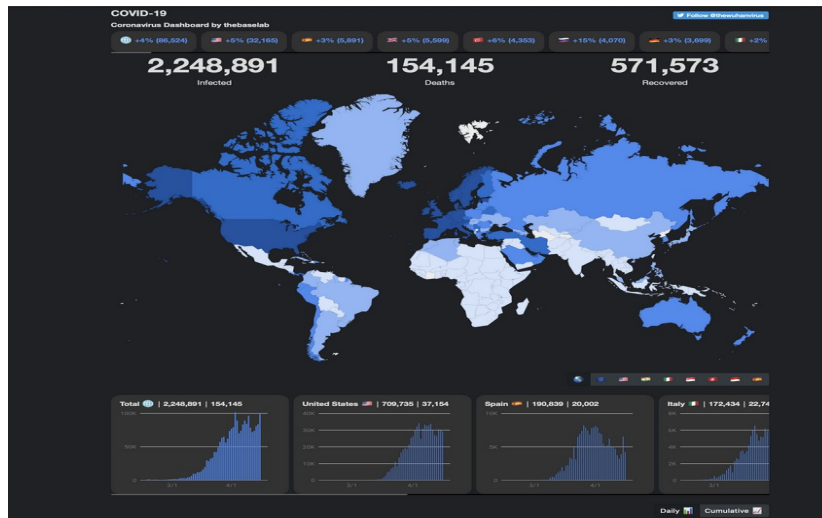 COVID-19
Coronavirus Dashboard by thebaselab
Follow @thewuhanvirus
+4% (86,524) +5% (32,165) +3% (5,891) +5% (5,599) +6% (4,353) +15% (4,070) +3% (3,699) +2%
2,248,891 154,145 571,573
Infected Deaths Recovered
Total | 2,248,891 | 154,145 United States | 709,735 | 37,154 Spain | 190,839 | 20,002 Italy | 172,434 | 22,74
100K 40K 10K 8K
30K 6K
50K 20K 5K 4K
10K 2K
0 0 0 0
3/1 4/1 3/1 4/1 3/1 4/1 3/1
Daily Cumulative